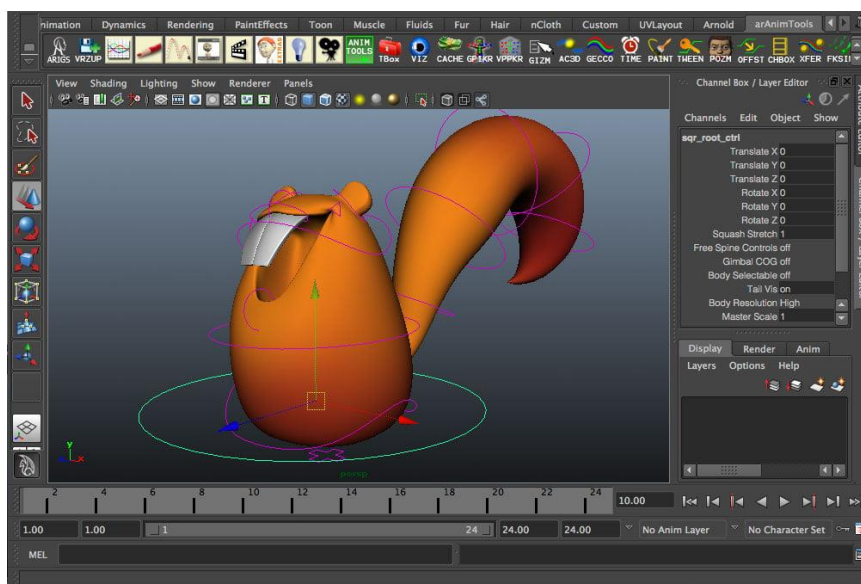 nimation Dynamics Rendering PaintEffects Toon Muscle Fluids Fur Hair nCloth Custom UVLayout Arnold arAnimTools
ANIM
TOOLS
ARIGS VRZUP TBox VIZ CACHE GPIKR VPPKR GIZM AC3D GECCO TIME PAINT TWEEN POZM OFFST CHBOX XFER FKSII
View Shading Lighting Show Renderer Panels
Channel Box / Layer Editor
Channels Edit Object Show
sqr_root_ctrl
Translate X 0
Translate Y 0
Translate Z 0
Rotate X 0
Rotate Y 0
Rotate Z 0
Squash Stretch 1
Free Spine Controls off
Gimbal COG off
Body Selectable off
Tail Vis on
Body Resolution High
Master Scale 1
Display Render Anim
Layers Options Help
y
x
persp
2 4 6 8 10 12 14 16 18 20 22 24 10.00
1.00 1.00 1 24 24.00 24.00 No Anim Layer No Character Set
MEL